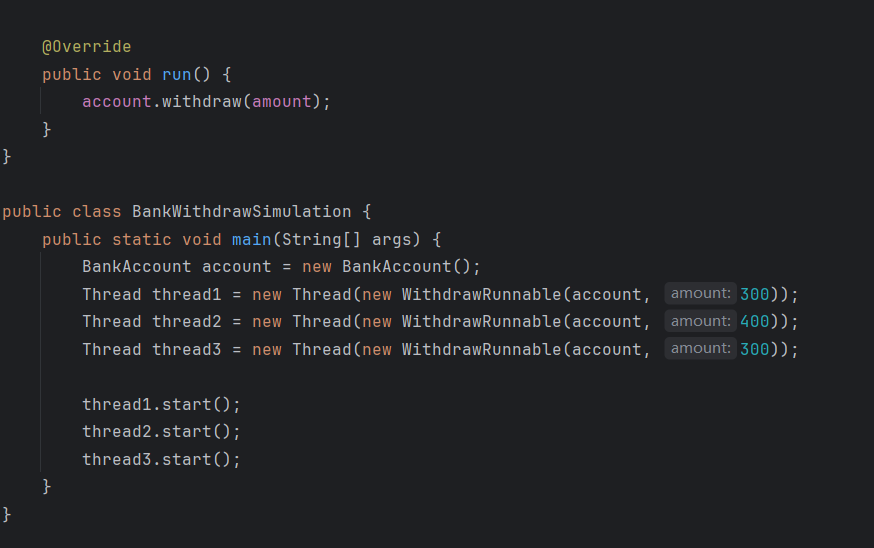 @Override
public void run() {
account.withdraw(amount);
}
}
public class BankWithdrawSimulation {
public static void main(String[] args) {
BankAccount account = new BankAccount();
Thread thread1 = new Thread(new WithdrawRunnable(account, amount: 300));
Thread thread2 = new Thread(new WithdrawRunnable(account, amount: 400));
Thread thread3 = new Thread(new WithdrawRunnable(account, amount: 300));
thread1.start();
thread2.start();
thread3.start();
}
}